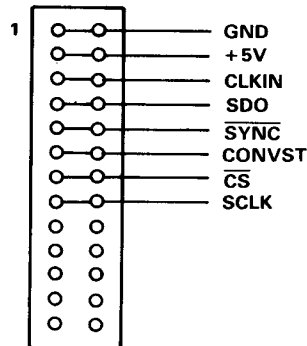 1
GND
+5V
CLKIN
SDO
SYNC
CONVST
CS
SCLK